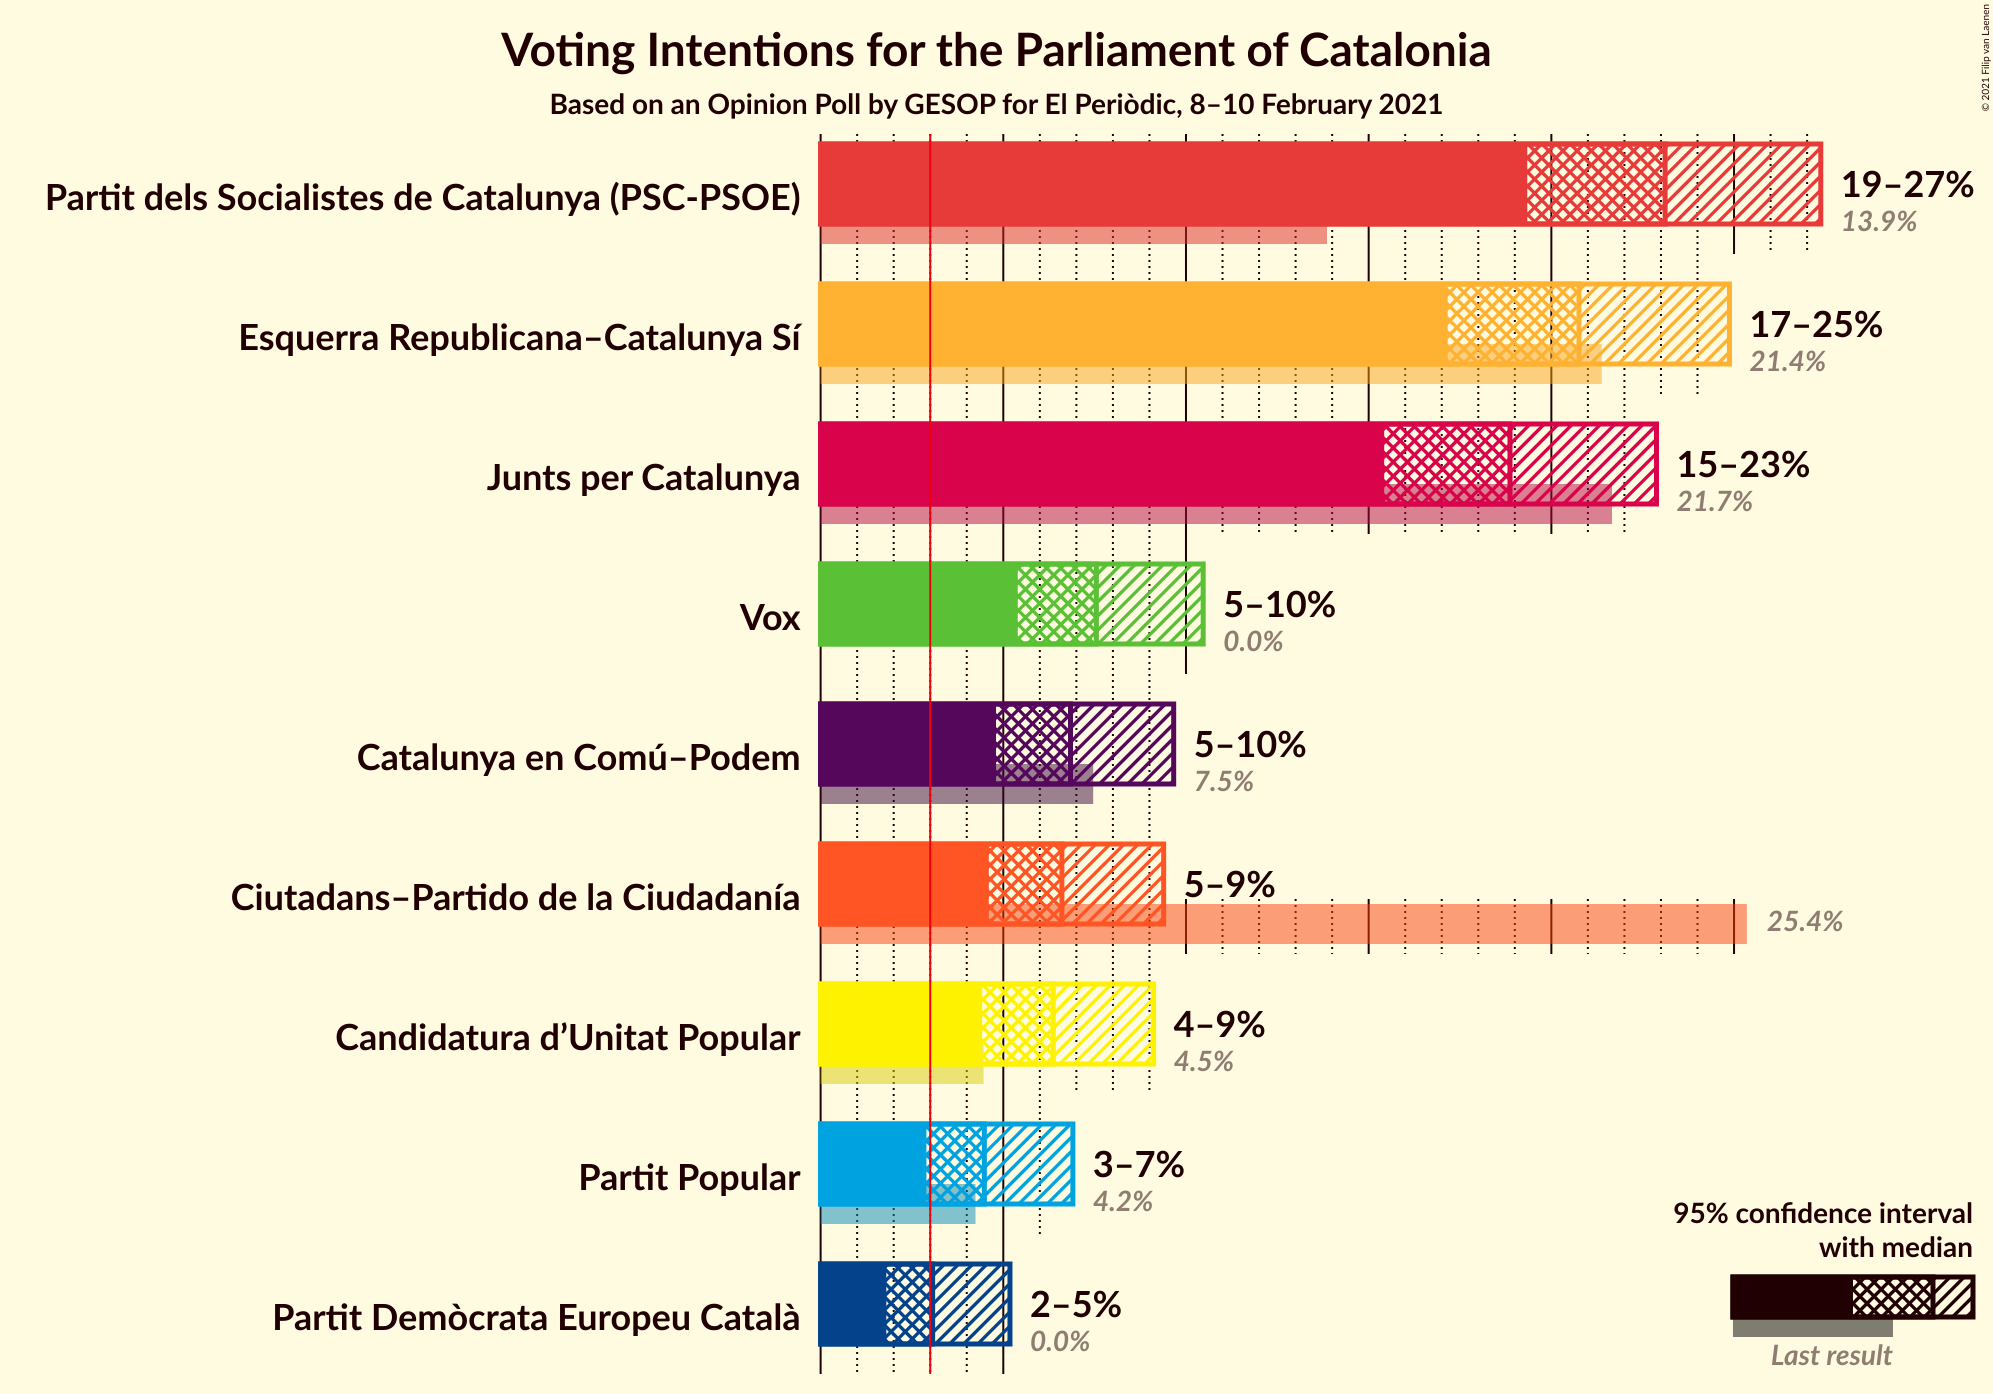 Voting Intentions for the Parliament of Catalonia
Based on an Opinion Poll by GESOP for El Periòdic, 8–10 February 2021
© 2021 Filip van Laenen
Partit dels Socialistes de Catalunya (PSC-PSOE)
19–27%
13.9%
Esquerra Republicana–Catalunya Sí
17–25%
21.4%
Junts per Catalunya
15–23%
21.7%
Vox
5–10%
0.0%
Catalunya en Comú–Podem
5–10%
7.5%
Ciutadans–Partido de la Ciudadanía
5–9%
25.4%
Candidatura d’Unitat Popular
4–9%
4.5%
Partit Popular
3–7%
4.2%
Partit Demòcrata Europeu Català
2–5%
0.0%
95% confidence interval
with median
Last result